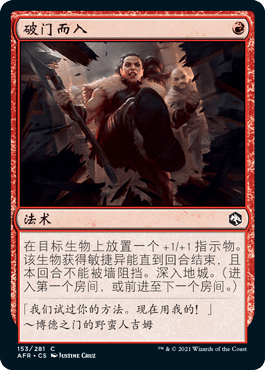 破门而入
法术
在目标生物上放置一个+1/+1指示物。
该生物获得敏捷异能直到回合结束，且
本回合不能被墙阻挡。深入地城。（进
入第一个房间，或前进至下一个房间。）
「我们试过你的方法。现在用我的！」
～博德之门的野蛮人吉姆
153/281 C
AFR • CS JUSTINE CRUZ
™ & © 2021 Wizards of the Coast